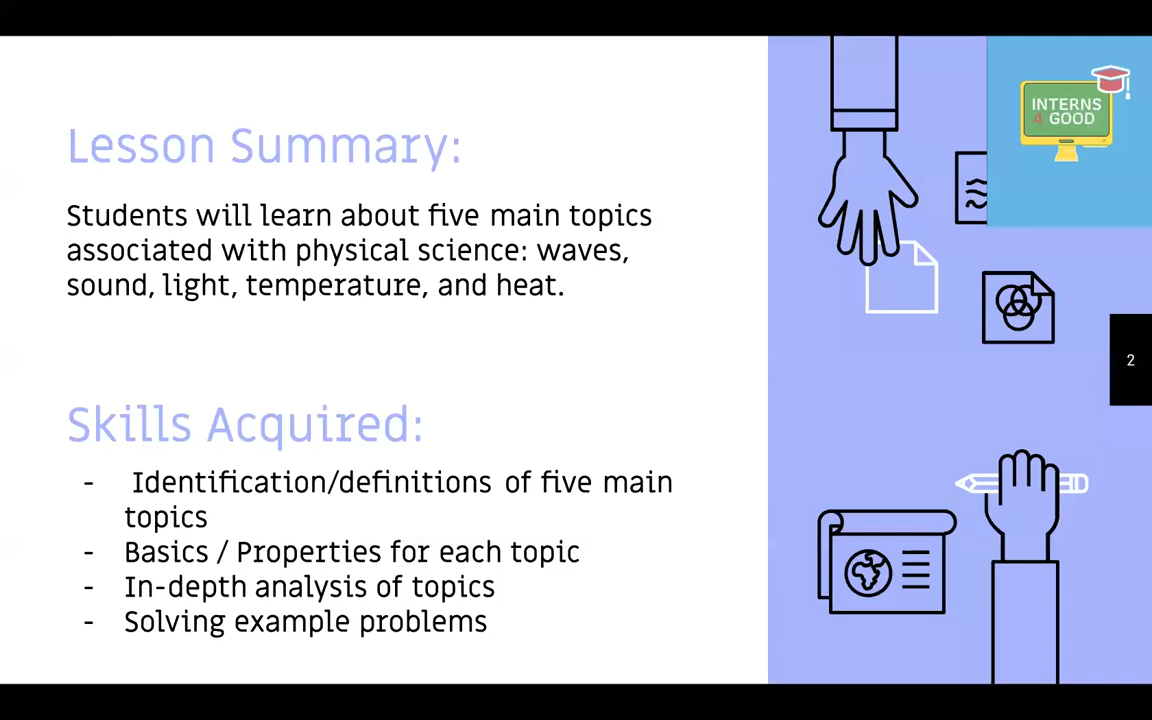 Lesson Summary:
Students will learn about five main topics
associated with physical science: waves,
sound, light, temperature, and heat.
Skills Acquired:
- Identification/definitions of five main
topics
- Basics / Properties for each topic
- In-depth analysis of topics
- Solving example problems
INTERNS
4 GOOD
2